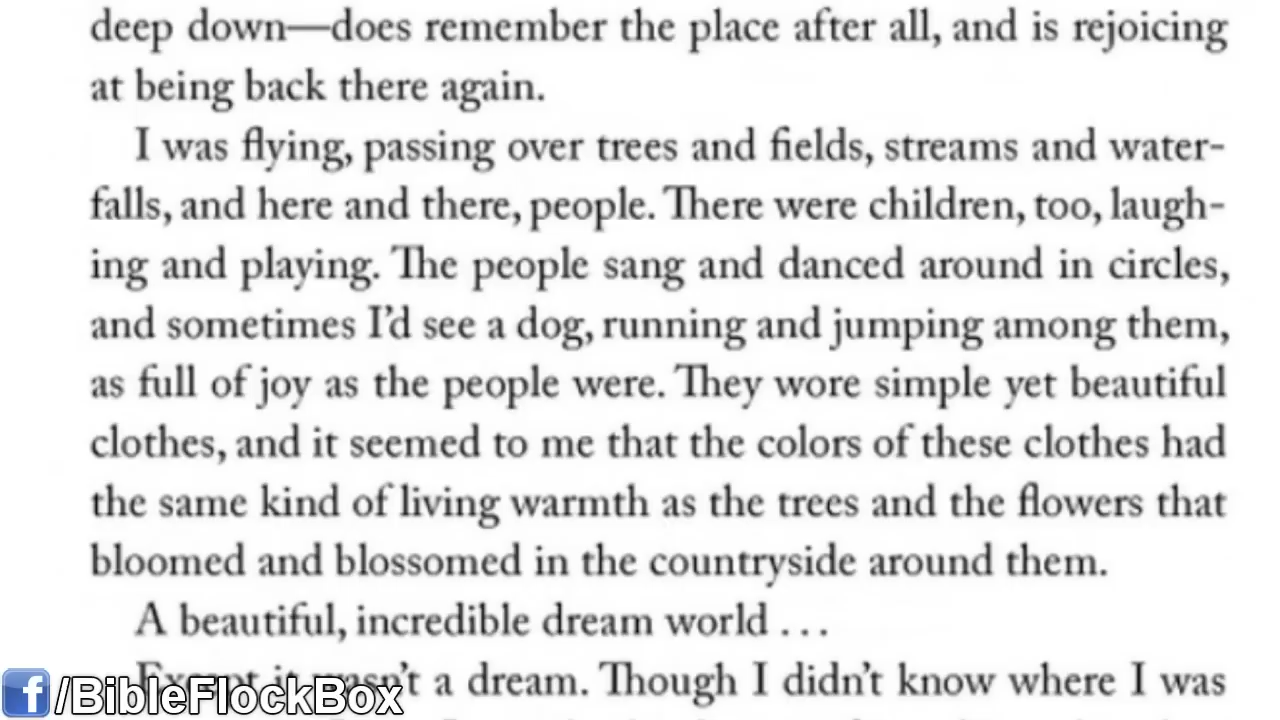 deep down—does remember the place after all, and is rejoicing
at being back there again.
I was flying, passing over trees and fields, streams and water-
falls, and here and there, people. There were children, too, laugh-
ing and playing. The people sang and danced around in circles,
and sometimes I'd see a dog, running and jumping among them,
as full of joy as the people were. They wore simple yet beautiful
clothes, and it seemed to me that the colors of these clothes had
the same kind of living warmth as the trees and the flowers that
bloomed and blossomed in the countryside around them.
A beautiful, incredible dream world ...
Except it wasn't a dream. Though I didn't know where I was
f/BibleFlockBox